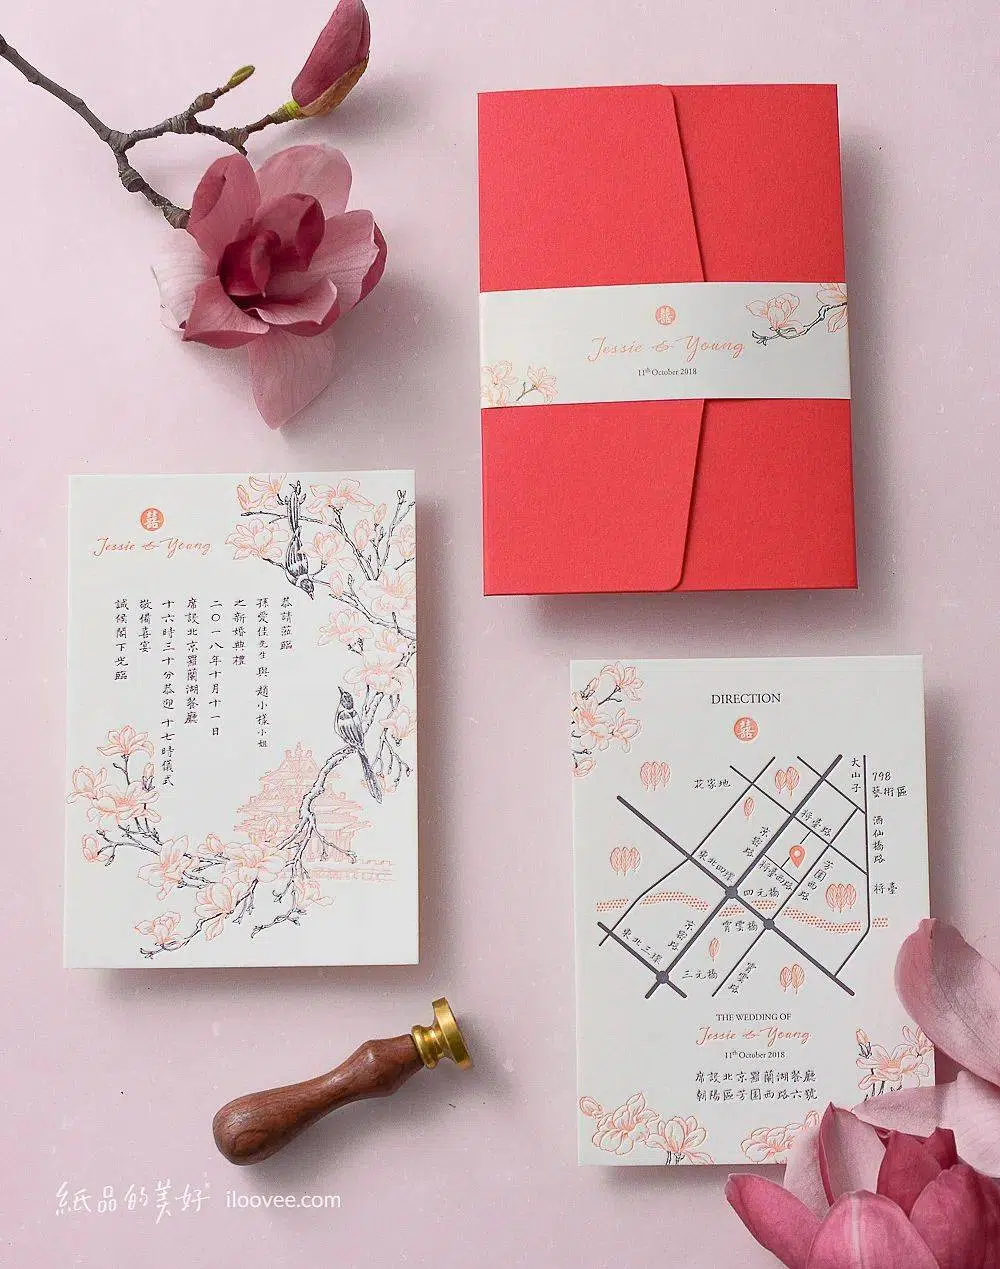 囍
Jessie & Young
11th October 2018
囍
Jessie & Young
恭請蒞臨
孫愛佳先生與趙小樣小姐
之新婚典禮
二〇一八年十月十一日
席設北京羅蘭湖餐廳
十六時三十分恭迎 十七時儀式
敬備喜宴
誠候閣下光臨
DIRECTION
囍
大山子
798
藝術區
花家地
酒仙橋路
將臺路
京密路
將臺西路
芳園西路
將臺
東北四環
四元橋
京密路
霄雲橋
東北三環
三元橋
霄雲路
THE WEDDING OF
Jessie & Young
11th October 2018
席設北京羅蘭湖餐廳
朝陽區芳園西路六號
紙品的美好 iloovee.com